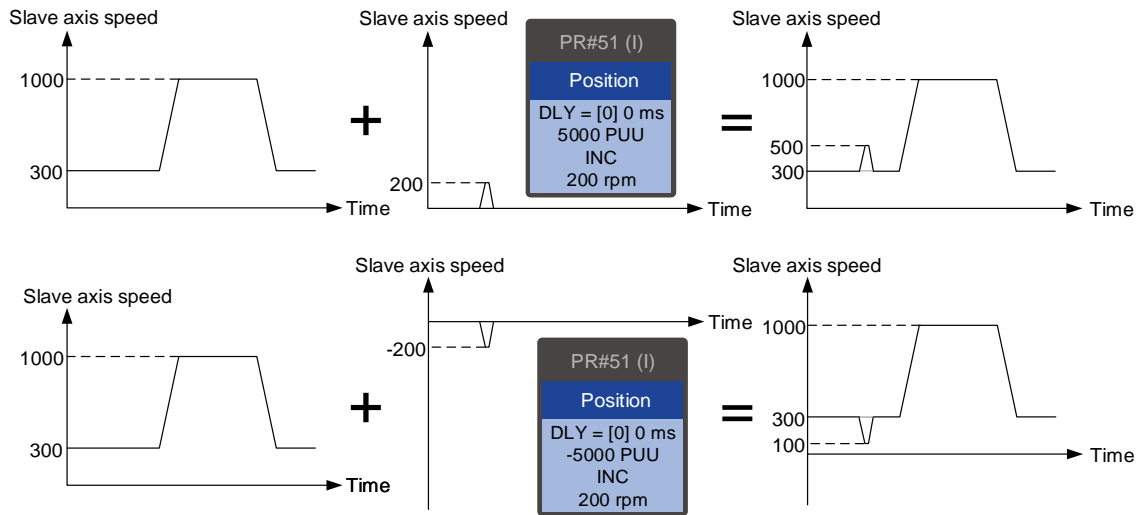 Slave axis speed
1000
300
Time
+
Slave axis speed
200
Time
PR#51 (I)
Position
DLY = [0] 0 ms
5000 PUU
INC
200 rpm
=
Slave axis speed
1000
500
300
Time
Slave axis speed
1000
300
Time
+
Slave axis speed
-200
Time
PR#51 (I)
Position
DLY = [0] 0 ms
-5000 PUU
INC
200 rpm
=
Slave axis speed
1000
300
100
Time